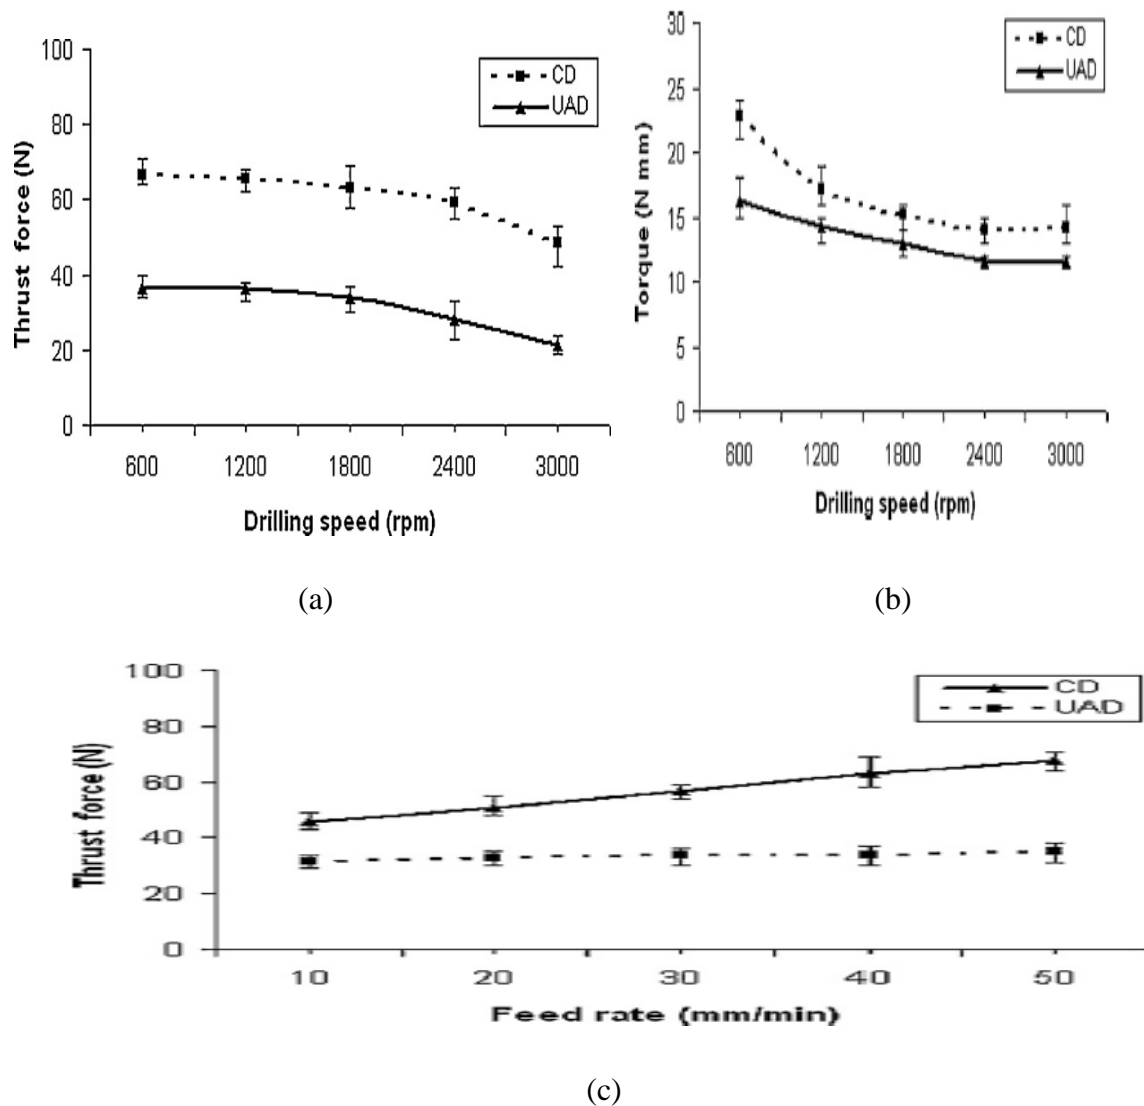 100
80
60
40
20
0
Thrust force (N)
CD
UAD
600 1200 1800 2400 3000
Drilling speed (rpm)
(a)
30
25
20
15
10
5
0
Torque (N mm)
CD
UAD
600 1200 1800 2400 3000
Drilling speed (rpm)
(b)
100
80
60
40
20
0
Thrust force (N)
CD
UAD
10 20 30 40 50
Feed rate (mm/min)
(c)